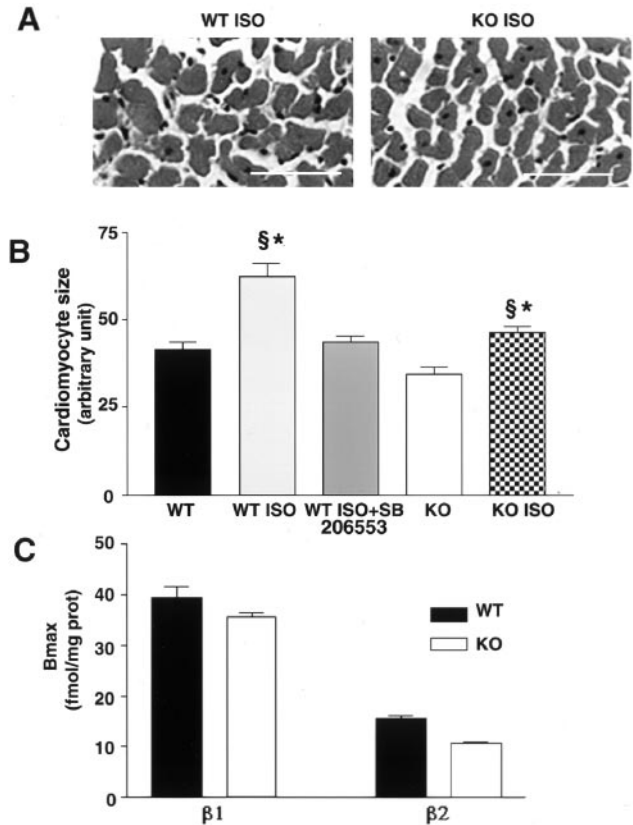 A
WT ISO
KO ISO
B
Cardiomyocyte size
(arbitrary unit)
75
50
25
0
§*
§*
WT
WT ISO
WT ISO+SB
206553
KO
KO ISO
C
Bmax
(fmol/mg prot)
50
40
30
20
10
0
WT
KO
β1
β2